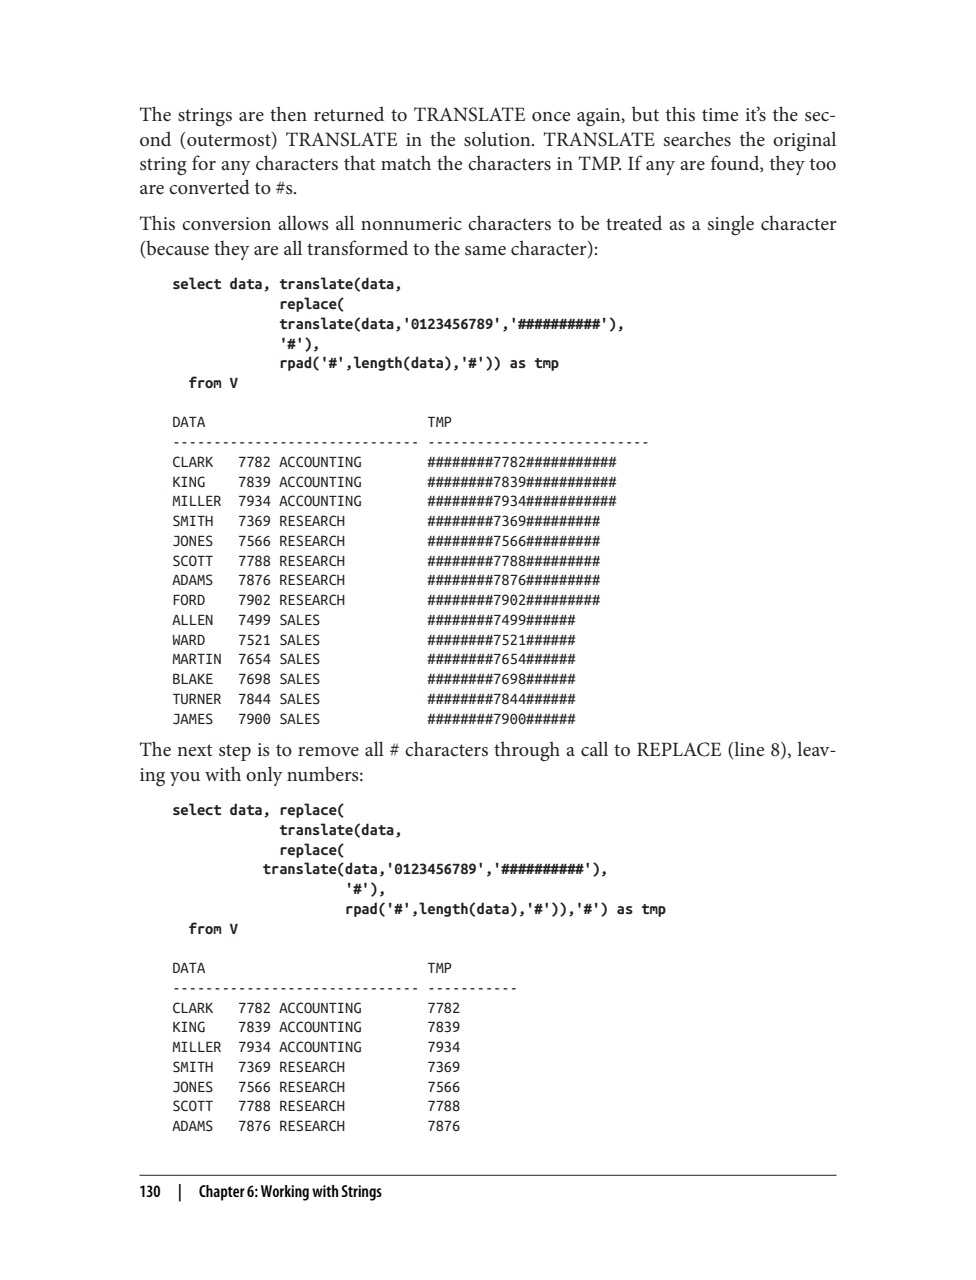 The strings are then returned to TRANSLATE once again, but this time it’s the sec-
ond (outermost) TRANSLATE in the solution. TRANSLATE searches the original
string for any characters that match the characters in TMP. If any are found, they too
are converted to #s.
This conversion allows all nonnumeric characters to be treated as a single character
(because they are all transformed to the same character):
select data, translate(data,
             replace(
             translate(data,'0123456789','##########'),
             '#'),
             rpad('#',length(data),'#')) as tmp
  from V
DATA                           TMP
------------------------------ ---------------------------
CLARK   7782 ACCOUNTING        ########7782###########
KING    7839 ACCOUNTING        ########7839###########
MILLER  7934 ACCOUNTING        ########7934###########
SMITH   7369 RESEARCH          ########7369#########
JONES   7566 RESEARCH          ########7566#########
SCOTT   7788 RESEARCH          ########7788#########
ADAMS   7876 RESEARCH          ########7876#########
FORD    7902 RESEARCH          ########7902#########
ALLEN   7499 SALES             ########7499######
WARD    7521 SALES             ########7521######
MARTIN  7654 SALES             ########7654######
BLAKE   7698 SALES             ########7698######
TURNER  7844 SALES             ########7844######
JAMES   7900 SALES             ########7900######
The next step is to remove all # characters through a call to REPLACE (line 8), leav-
ing you with only numbers:
select data, replace(
             translate(data,
             replace(
           translate(data,'0123456789','##########'),
                     '#'),
                     rpad('#',length(data),'#')),'#') as tmp
  from V
DATA                           TMP
------------------------------ -----------
CLARK   7782 ACCOUNTING        7782
KING    7839 ACCOUNTING        7839
MILLER  7934 ACCOUNTING        7934
SMITH   7369 RESEARCH          7369
JONES   7566 RESEARCH          7566
SCOTT   7788 RESEARCH          7788
ADAMS   7876 RESEARCH          7876
130 | Chapter 6: Working with Strings